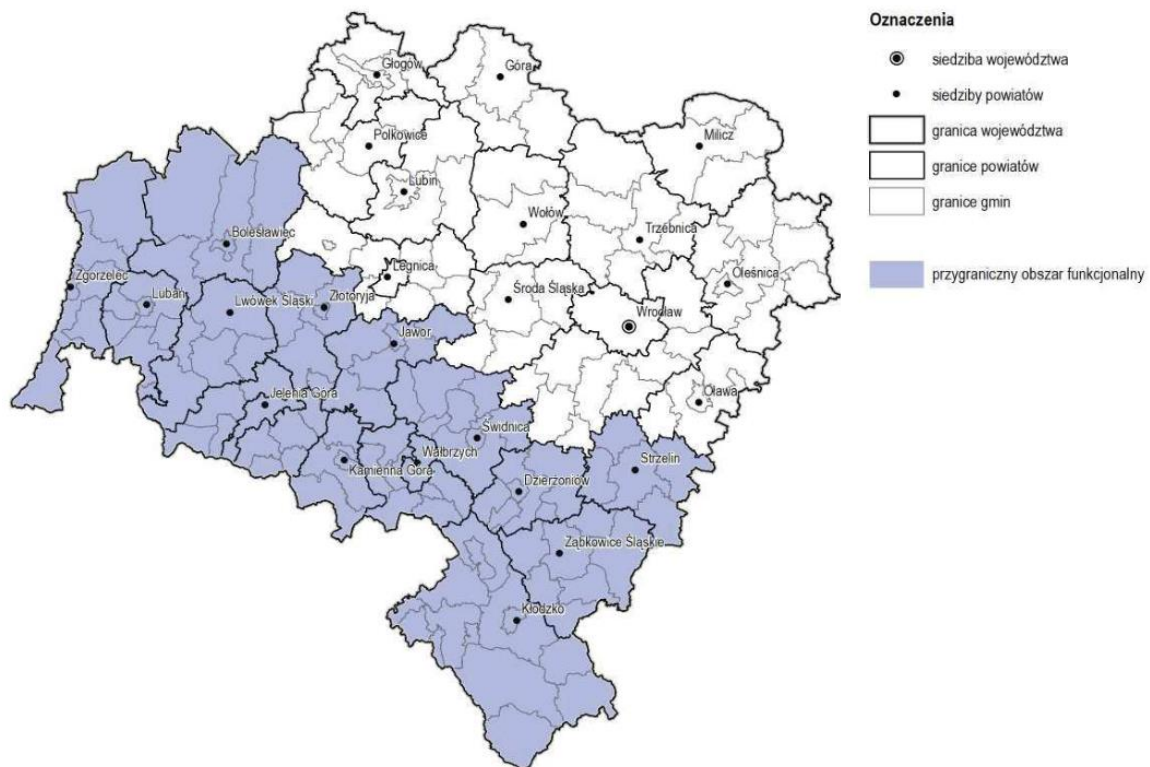 Oznaczenia
siedziba województwa
siedziby powiatów
granica województwa
granice powiatów
granice gmin
przygraniczny obszar funkcjonalny
Głogów
Góra
Polkowice
Milicz
Lubin
Wołów
Trzebnica
Bolesławiec
Legnica
Oleśnica
Zgorzelec
Lubań
Lwówek Śląski
Złotoryja
Środa Śląska
Wrocław
Jawor
Jelenia Góra
Oława
Świdnica
Kamienna Góra
Wałbrzych
Strzelin
Dzierżoniów
Ząbkowice Śląskie
Kłodzko